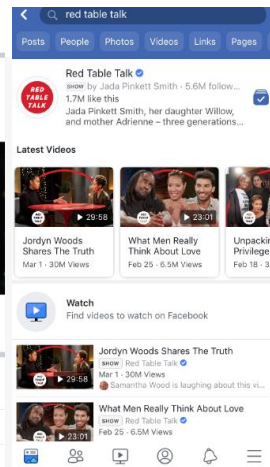 red table talk
Posts People Photos Videos Links Pages
RED
TABLE
TALK
Red Table Talk
SHOW by Jada Pinkett Smith · 5.6M follow...
1.7M like this
Jada Pinkett Smith, her daughter Willow,
and mother Adrienne – three generations...
Latest Videos
29:58
23:01
Jordyn Woods
Shares The Truth
Mar 1 · 30M Views
What Men Really
Think About Love
Feb 25 · 6.5M Views
Unpackin
Privilege
Feb 18 · 3
Watch
Find videos to watch on Facebook
29:58
Jordyn Woods Shares The Truth
SHOW Red Table Talk
Mar 1 · 30M Views
Samantha Wood is laughing about this vi...
23:01
What Men Really Think About Love
SHOW Red Table Talk
Feb 25 · 6.5M Views